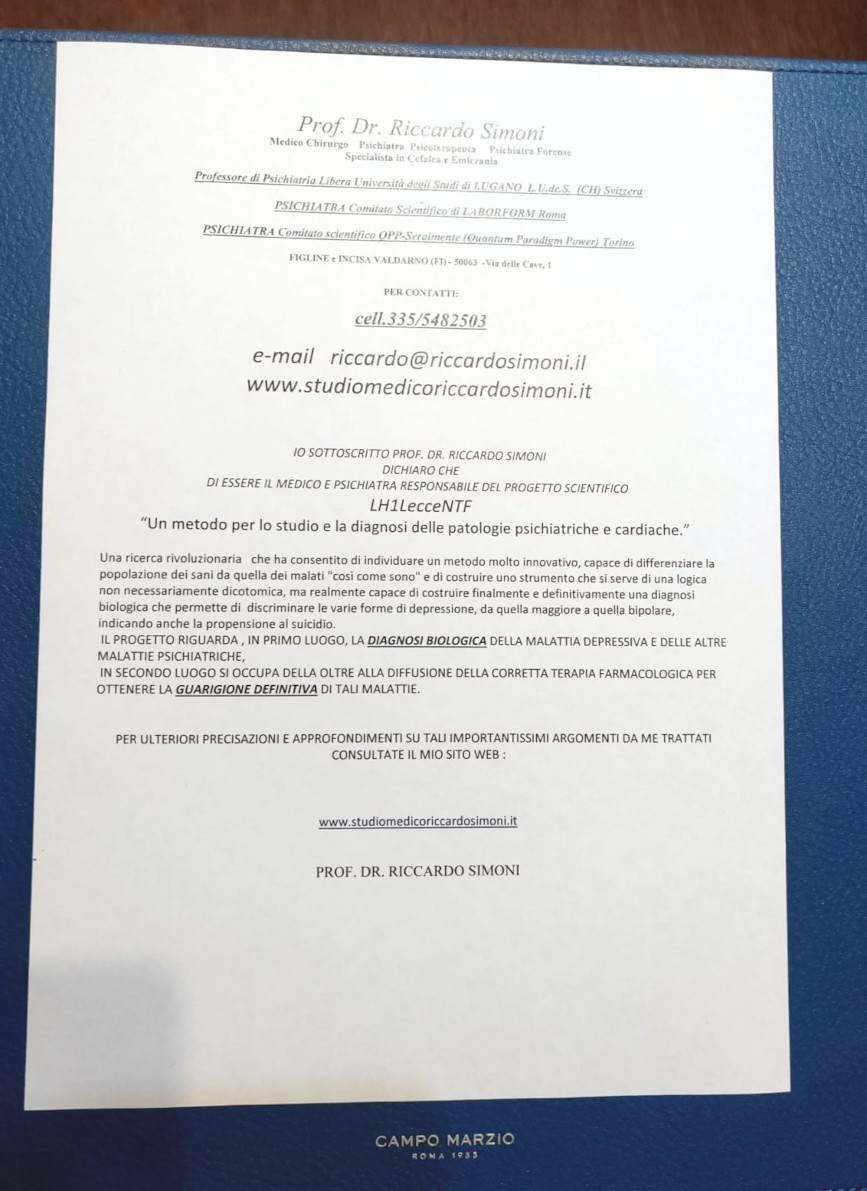 Prof. Dr. Riccardo Simoni
Medico Chirurgo Psichiatra Psicoterapeuta Psichiatra Forense
Specialista in Cefalea e Emicrania
Professore di Psichiatria Libera Università degli Studi di LUGANO L.U.de.S. (CH) Svizzera
PSICHIATRA Comitato Scientifico di LABORFORM Roma
PSICHIATRA Comitato scientifico QPP-Seralmente (Quantum Paradigm Power) Torino
FIGLINE e INCISA VALDARNO (FI) - 50063 -Via delle Cave, 1
PER CONTATTI:
cell.335/5482503
e-mail riccardo@riccardosimoni.il
www.studiomedicoriccardosimoni.it
IO SOTTOSCRITTO PROF. DR. RICCARDO SIMONI
DICHIARO CHE
DI ESSERE IL MEDICO E PSICHIATRA RESPONSABILE DEL PROGETTO SCIENTIFICO
LH1LecceNTF
“Un metodo per lo studio e la diagnosi delle patologie psichiatriche e cardiache.”
Una ricerca rivoluzionaria che ha consentito di individuare un metodo molto innovativo, capace di differenziare la
popolazione dei sani da quella dei malati "così come sono" e di costruire uno strumento che si serve di una logica
non necessariamente dicotomica, ma realmente capace di costruire finalmente e definitivamente una diagnosi
biologica che permette di discriminare le varie forme di depressione, da quella maggiore a quella bipolare,
indicando anche la propensione al suicidio.
IL PROGETTO RIGUARDA , IN PRIMO LUOGO, LA DIAGNOSI BIOLOGICA DELLA MALATTIA DEPRESSIVA E DELLE ALTRE
MALATTIE PSICHIATRICHE,
IN SECONDO LUOGO SI OCCUPA DELLA OLTRE ALLA DIFFUSIONE DELLA CORRETTA TERAPIA FARMACOLOGICA PER
OTTENERE LA GUARIGIONE DEFINITIVA DI TALI MALATTIE.
PER ULTERIORI PRECISAZIONI E APPROFONDIMENTI SU TALI IMPORTANTISSIMI ARGOMENTI DA ME TRATTATI
CONSULTATE IL MIO SITO WEB :
www.studiomedicoriccardosimoni.it
PROF. DR. RICCARDO SIMONI
CAMPO MARZIO
ROMA 1933